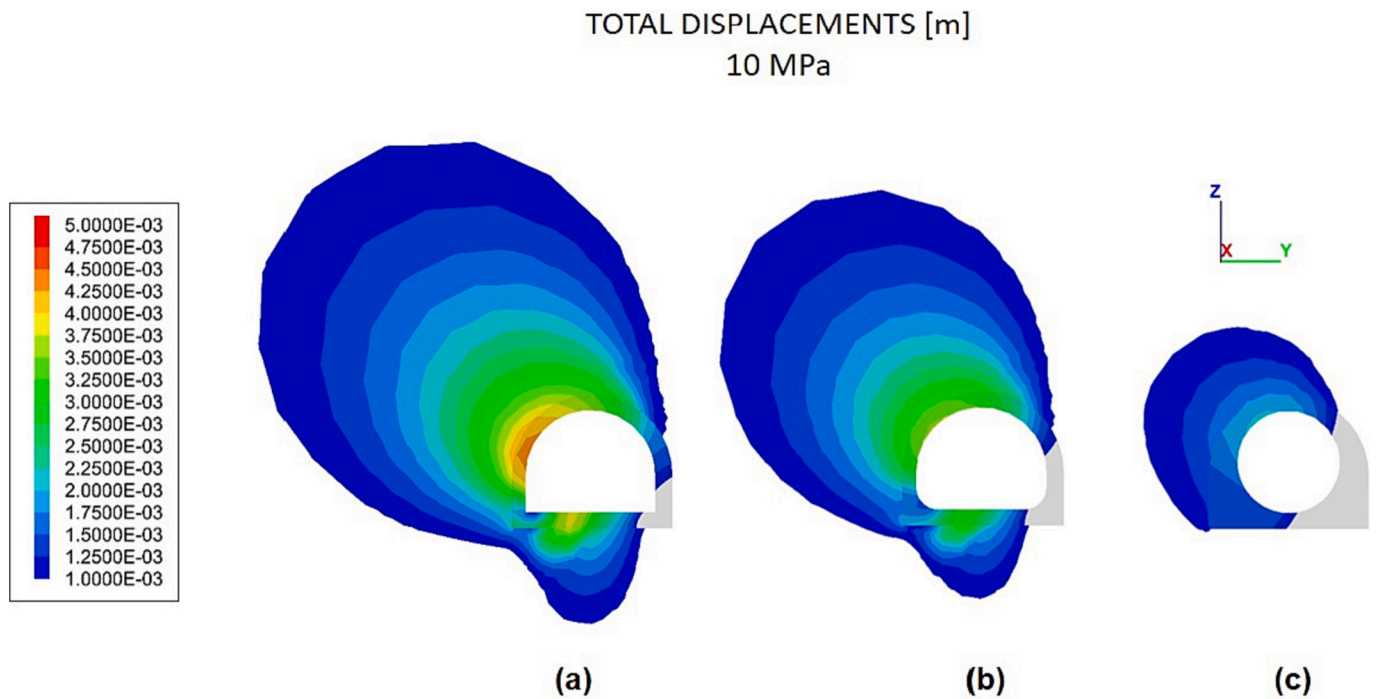 TOTAL DISPLACEMENTS [m]
10 MPa
5.0000E-03
4.7500E-03
4.5000E-03
4.2500E-03
4.0000E-03
3.7500E-03
3.5000E-03
3.2500E-03
3.0000E-03
2.7500E-03
2.5000E-03
2.2500E-03
2.0000E-03
1.7500E-03
1.5000E-03
1.2500E-03
1.0000E-03
Z
X
Y
(a)
(b)
(c)